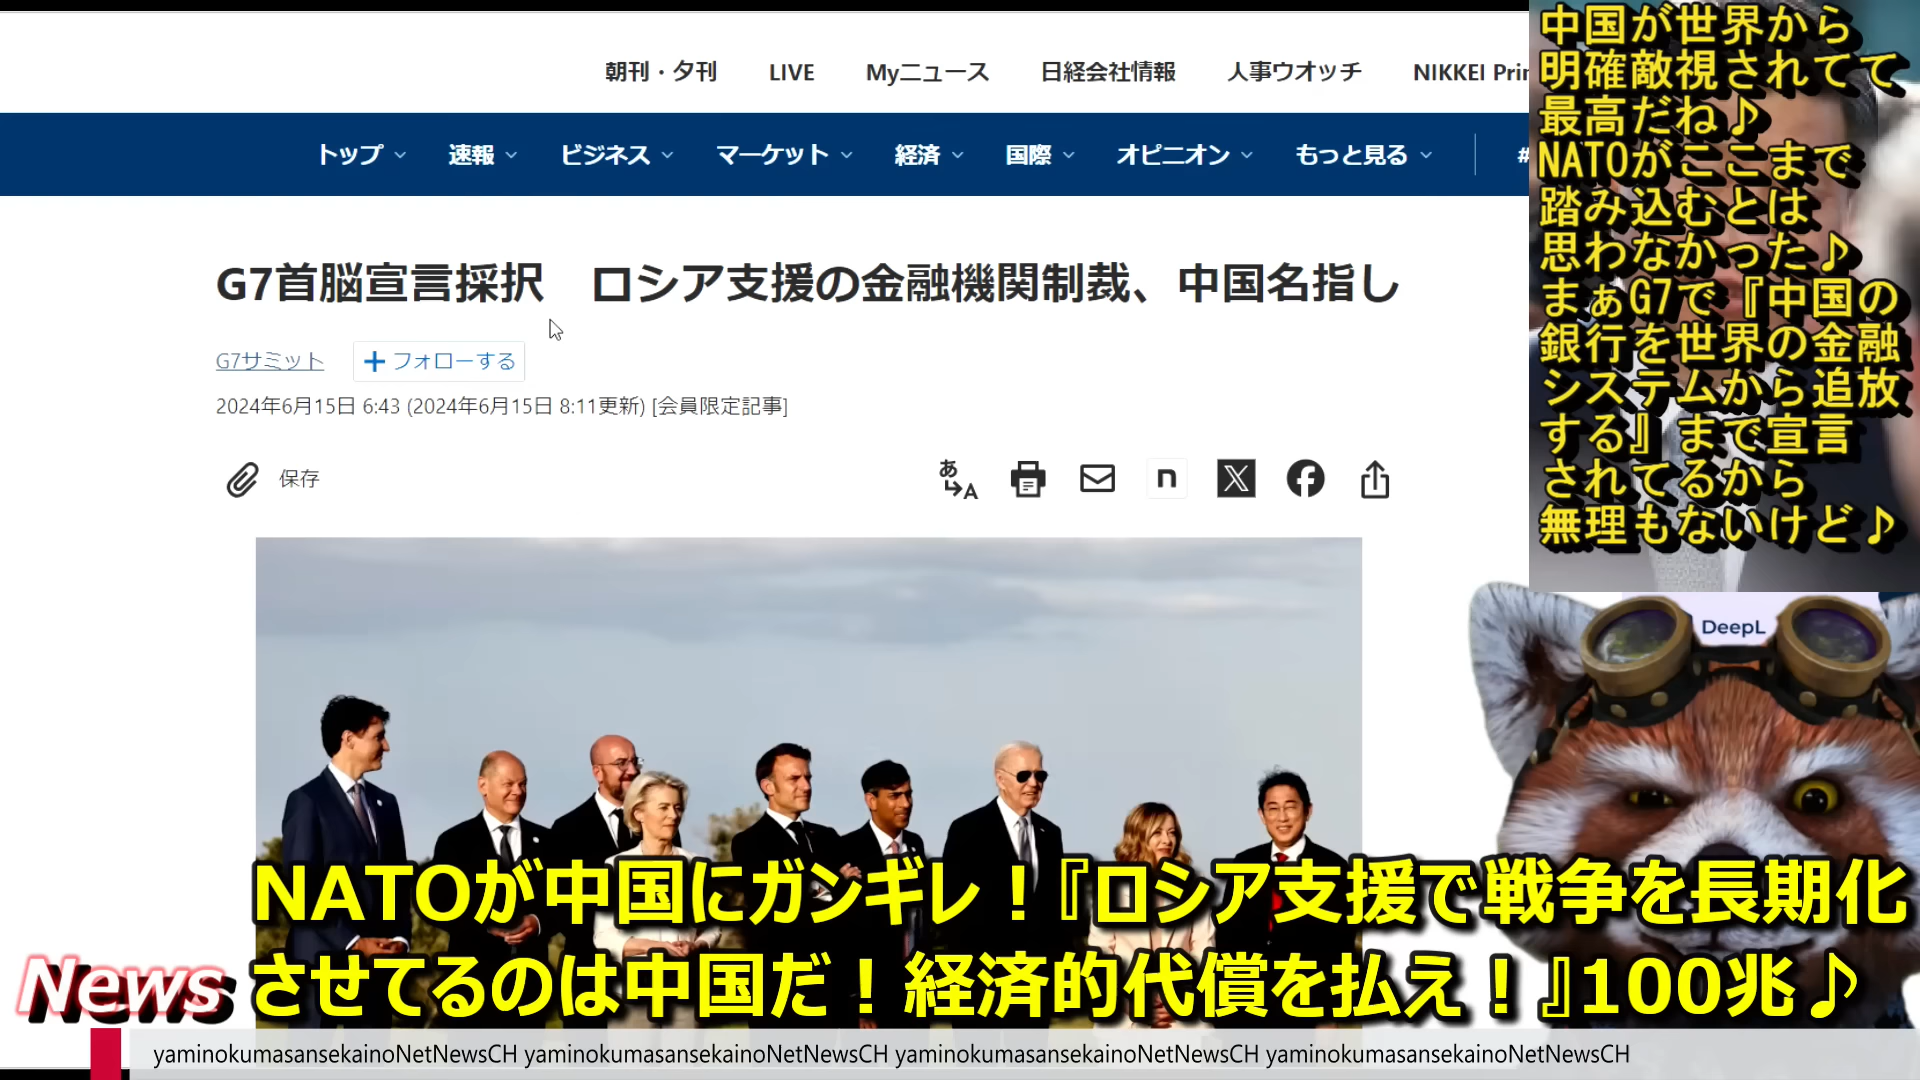 朝刊・夕刊 LIVE Myニュース 日経会社情報 人事ウオッチ NIKKEI Prim
トップ 速報 ビジネス マーケット 経済 国際 オピニオン もっと見る #
G7首脳宣言採択 ロシア支援の金融機関制裁、中国名指し
G7サミット + フォローする
2024年6月15日 6:43 (2024年6月15日 8:11更新) [会員限定記事]
保存
あ A n X
中国が世界から
明確敵視されてて
最高だね♪
NATOがここまで
踏み込むとは
思わなかった♪
まぁG7で『中国の
銀行を世界の金融
システムから追放
する』まで宣言
されてるから
無理もないけど♪
DeepL
NATOが中国にガンギレ!『ロシア支援で戦争を長期化
させてるのは中国だ!経済的代償を払え!』100兆♪
News
yaminokumasansekainoNetNewsCH yaminokumasansekainoNetNewsCH yaminokumasansekainoNetNewsCH yaminokumasansekainoNetNewsCH